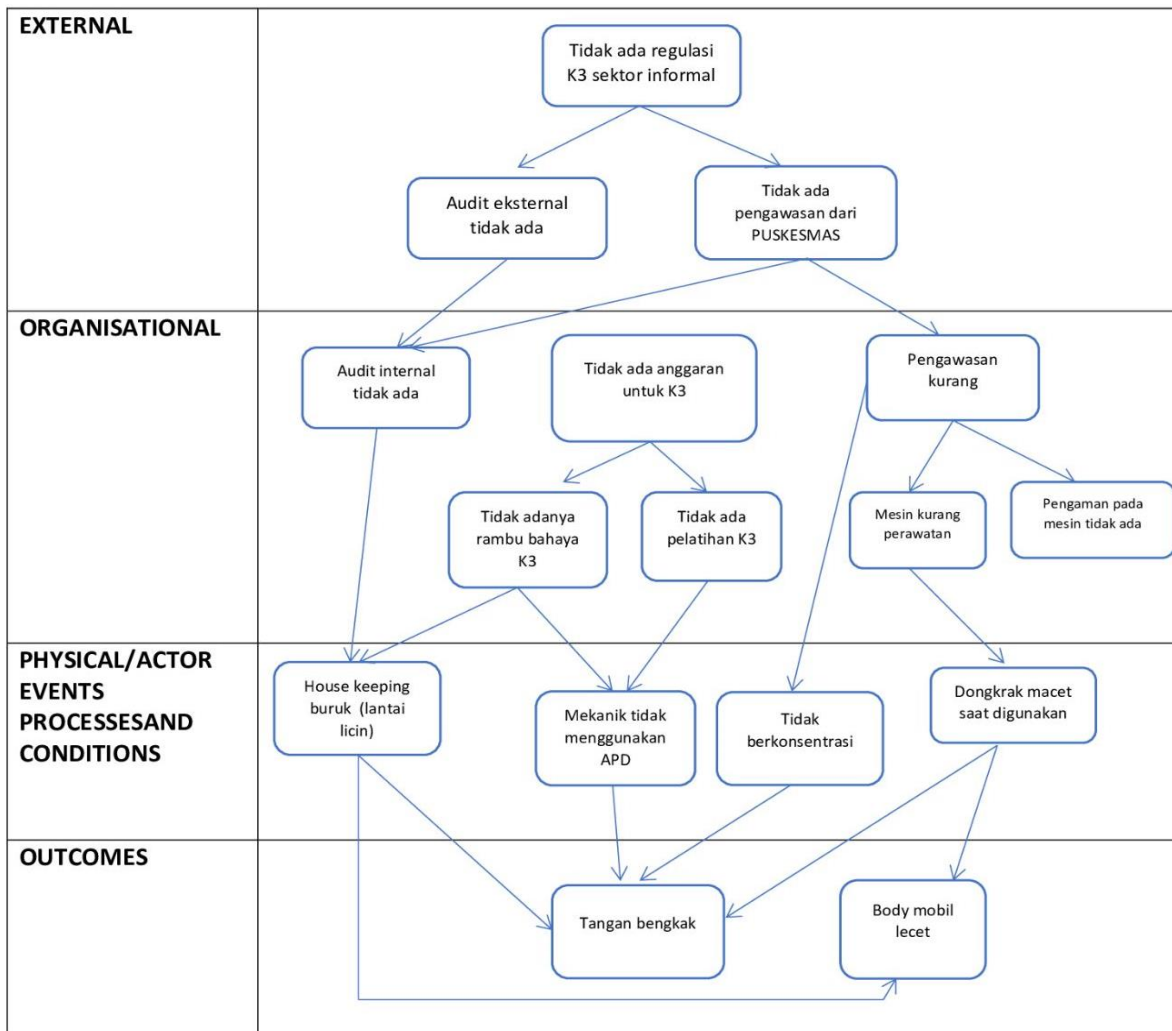 EXTERNAL
Tidak ada regulasi
K3 sektor informal
Audit eksternal
tidak ada
Tidak ada
pengawasan dari
PUSKESMAS
ORGANISATIONAL
Audit internal
tidak ada
Tidak ada anggaran
untuk K3
Pengawasan
kurang
Tidak adanya
rambu bahaya
K3
Tidak ada
pelatihan K3
Mesin kurang
perawatan
Pengaman pada
mesin tidak ada
PHYSICAL/ACTOR
EVENTS
PROCESSESAND
CONDITIONS
House keeping
buruk (lantai
licin)
Mekanik tidak
menggunakan
APD
Tidak
berkonsentrasi
Dongkrak macet
saat digunakan
OUTCOMES
Tangan bengkak
Body mobil
lecet